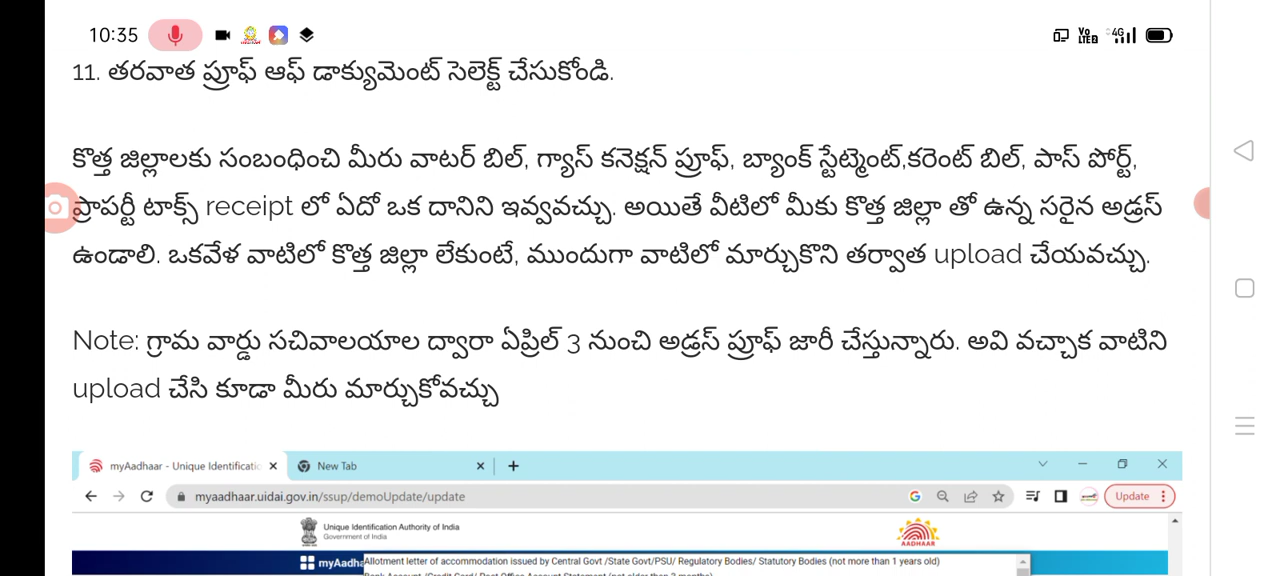 10:35 Vo LTEB 4G
11. తరవాత ప్రూఫ్ ఆఫ్ డాక్యుమెంట్ సెలెక్ట్ చేసుకోండి.
కొత్త జిల్లాలకు సంబంధించి మీరు వాటర్ బిల్, గ్యాస్ కనెక్షన్ ప్రూఫ్, బ్యాంక్ స్టేట్మెంట్,కరెంట్ బిల్, పాస్ పోర్ట్,
ప్రాపర్టీ టాక్స్ receipt లో ఏదో ఒక దానిని ఇవ్వవచ్చు. అయితే వీటిలో మీకు కొత్త జిల్లా తో ఉన్న సరైన అడ్రస్
ఉండాలి. ఒకవేళ వాటిలో కొత్త జిల్లా లేకుంటే, ముందుగా వాటిలో మార్చుకొని తర్వాత upload చేయవచ్చు.
Note: గ్రామ వార్డు సచివాలయాల ద్వారా ఏప్రిల్ 3 నుంచి అడ్రస్ ప్రూఫ్ జారీ చేస్తున్నారు. అవి వచ్చాక వాటిని
upload చేసి కూడా మీరు మార్చుకోవచ్చు
myAadhaar - Unique Identificatio New Tab
myaadhaar.uidai.gov.in/ssup/demoUpdate/update Update
Unique Identification Authority of India
Government of India
AADHAAR
myAadha Allotment letter of accommodation issued by Central Govt /State Govt/PSU/ Regulatory Bodies/ Statutory Bodies (not more than 1 years old)